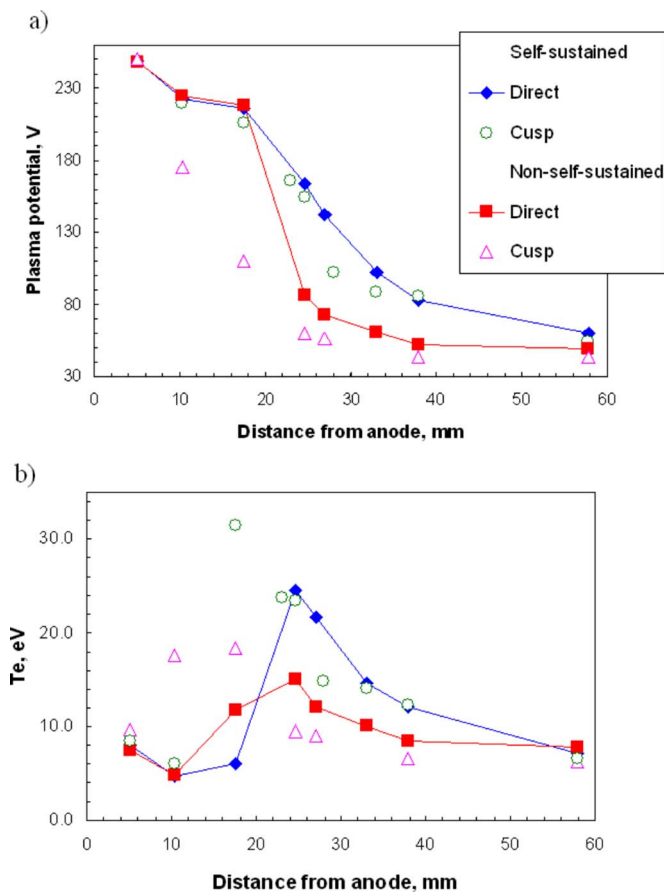 a)
Plasma potential, V
230
180
130
80
30
0
10
20
30
40
50
60
Distance from anode, mm
Self-sustained
Direct
Cusp
Non-self-sustained
Direct
Cusp
b)
Te, eV
30.0
20.0
10.0
0.0
0
10
20
30
40
50
60
Distance from anode, mm